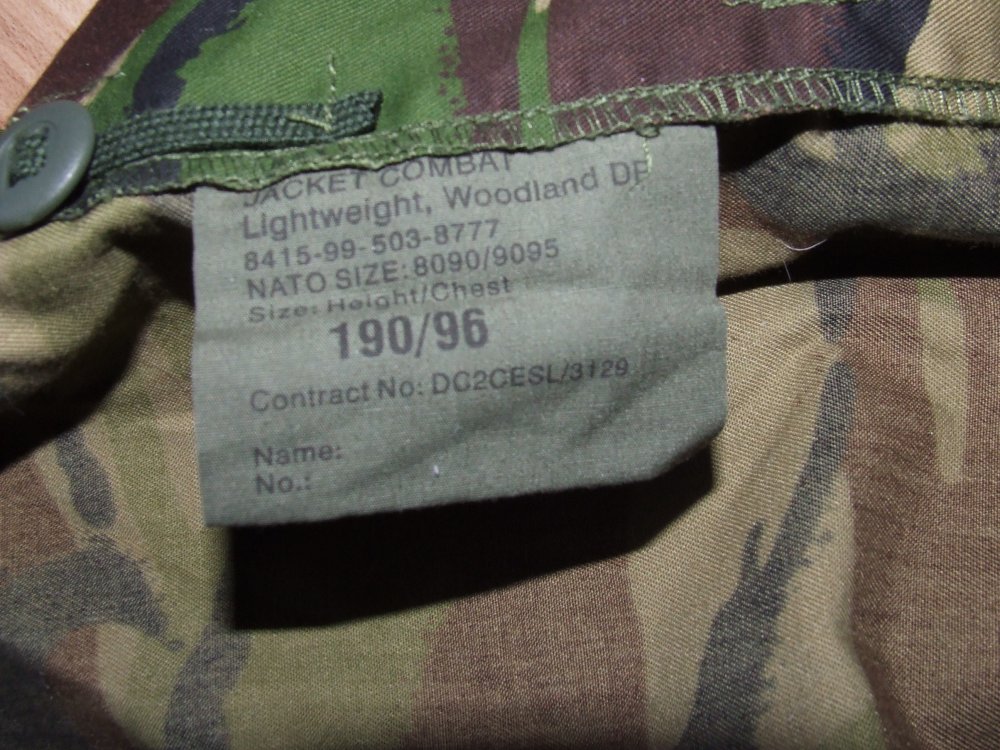 JACKET COMBAT
Lightweight, Woodland DP
8415-99-503-8777
NATO SIZE: 8090/9095
Size: Height/Chest
190/96
Contract No: DC2CESL/3129
Name:
No.: